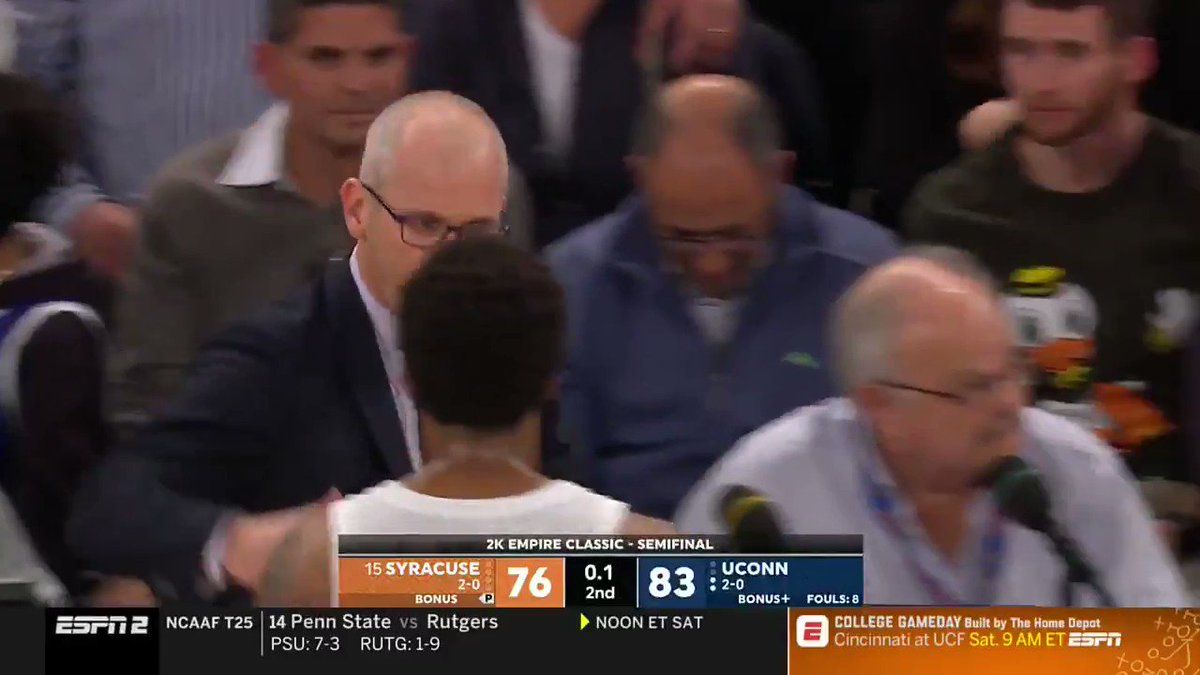 2K EMPIRE CLASSIC - SEMIFINAL
15 SYRACUSE 76 0.1 83 UCONN
2-0 2nd 2-0
BONUS P BONUS+ FOULS: 8
ESPN2 NCAAF T25 14 Penn State vs Rutgers NOON ET SAT
PSU: 7-3 RUTG: 1-9
E COLLEGE GAMEDAY Built by The Home Depot
Cincinnati at UCF Sat. 9 AM ET ESPN